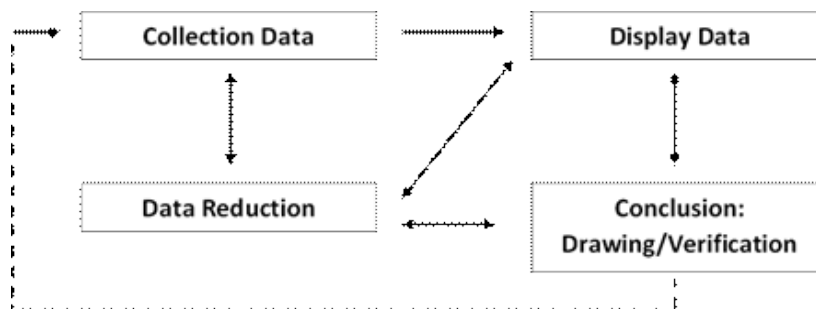 Collection Data
Display Data
Data Reduction
Conclusion:
Drawing/Verification